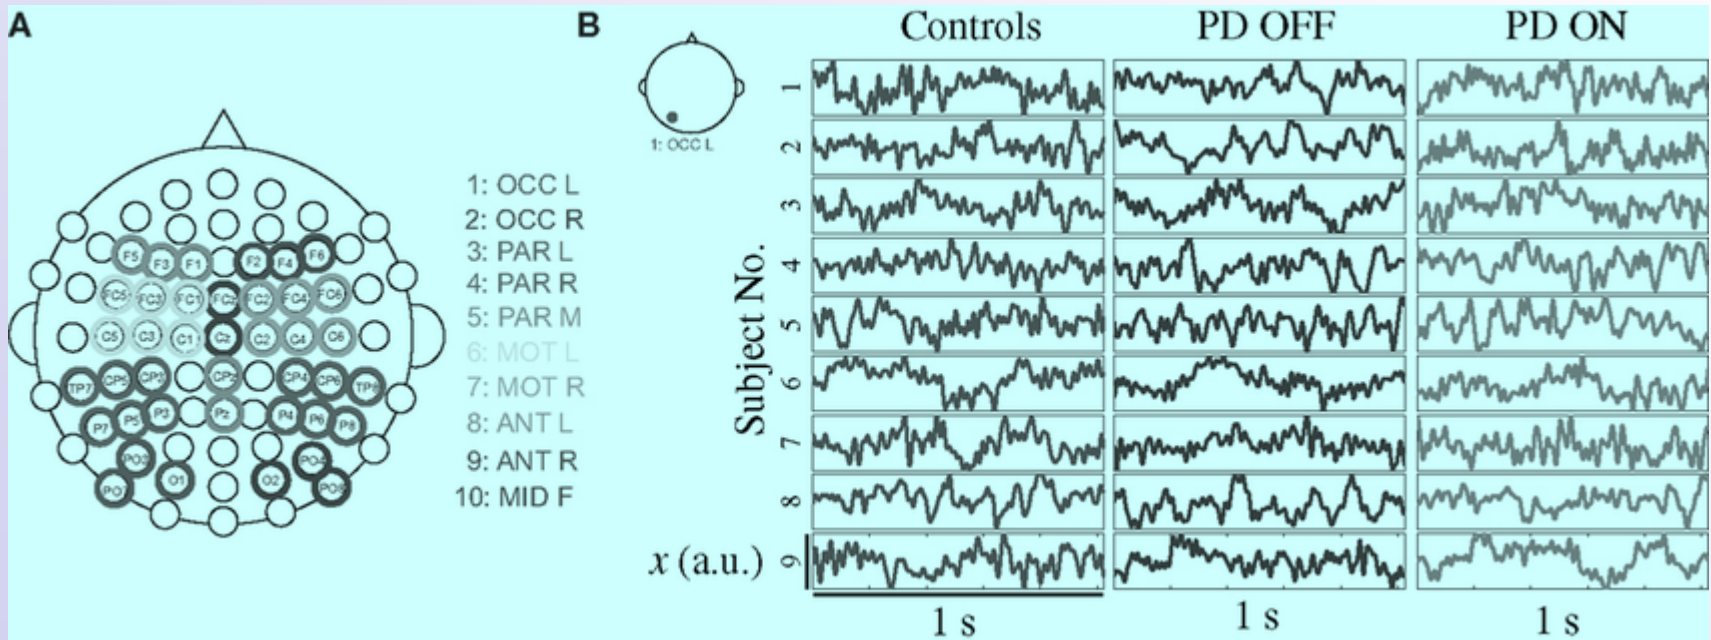 A
F5 F3 F1 F2 F4 F6
FC5 FC3 FC1 FCz FC2 FC4 FC6
C5 C3 C1 Cz C2 C4 C6
TP7 CP5 CP3 CPz CP4 CP6 TP8
P7 P5 P3 Pz P4 P6 P8
PO3 PO4
PO7 O1 O2 PO8
1: OCC L
2: OCC R
3: PAR L
4: PAR R
5: PAR M
6: MOT L
7: MOT R
8: ANT L
9: ANT R
10: MID F
B
1: OCC L
Controls PD OFF PD ON
Subject No.
1
2
3
4
5
6
7
8
9
x (a.u.)
1 s 1 s 1 s